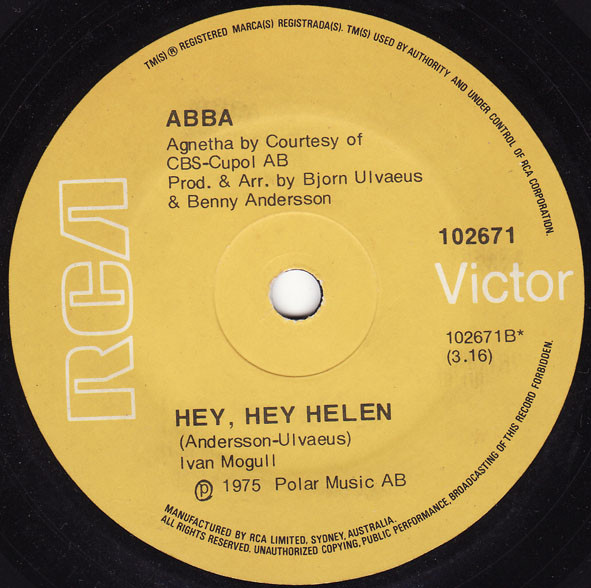 TM(S) ® REGISTERED MARCA(S) REGISTRADA(S). TM(S) USED BY AUTHORITY AND UNDER CONTROL OF RCA CORPORATION.
ABBA
Agnetha by Courtesy of
CBS-Cupol AB
Prod. & Arr. by Bjorn Ulvaeus
& Benny Andersson
RCA
102671
Victor
102671B*
(3.16)
HEY, HEY HELEN
(Andersson-Ulvaeus)
Ivan Mogull
℗ 1975 Polar Music AB
MANUFACTURED BY RCA LIMITED, SYDNEY, AUSTRALIA.
ALL RIGHTS RESERVED. UNAUTHORIZED COPYING, PUBLIC PERFORMANCE, BROADCASTING OF THIS RECORD FORBIDDEN.